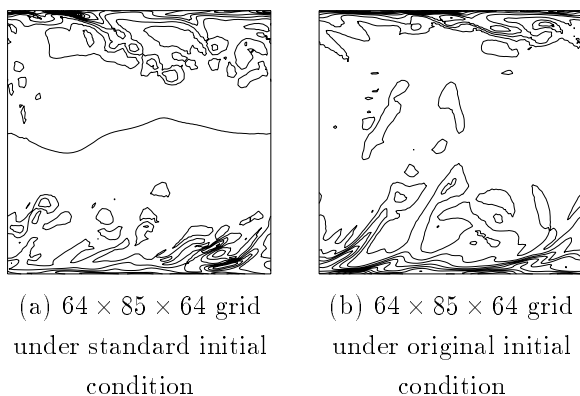 (a) 64 × 85 × 64 grid
under standard initial
condition
(b) 64 × 85 × 64 grid
under original initial
condition